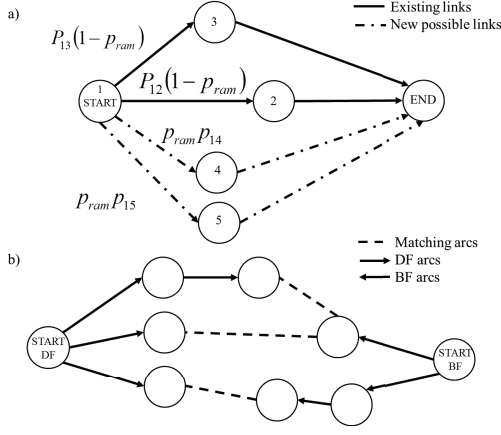 a)
Existing links
New possible links
3
P₁₃(1 − pᵣₐₘ)
1
START
P₁₂(1 − pᵣₐₘ)
2
END
pᵣₐₘ p₁₄
4
pᵣₐₘ p₁₅
5
b)
Matching arcs
DF arcs
BF arcs
START
DF
START
BF